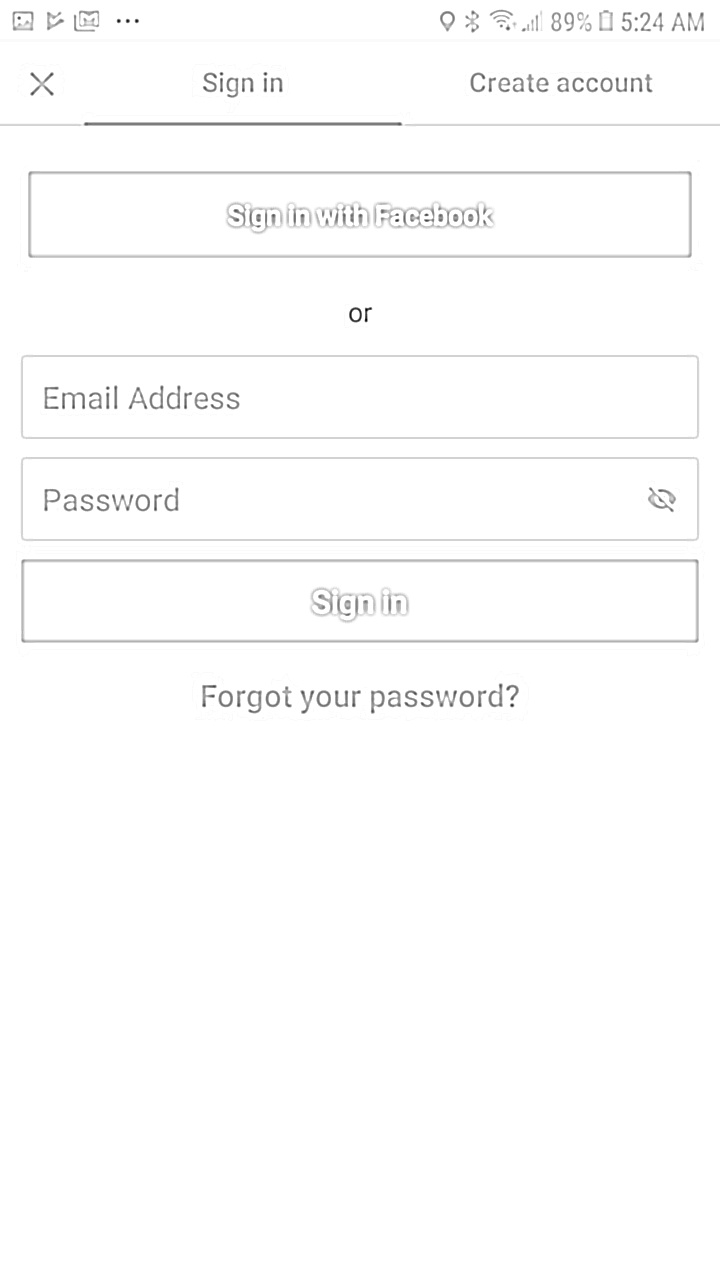 89% 5:24 AM
Sign in Create account
Sign in with Facebook
or
Email Address
Password
Sign in
Forgot your password?